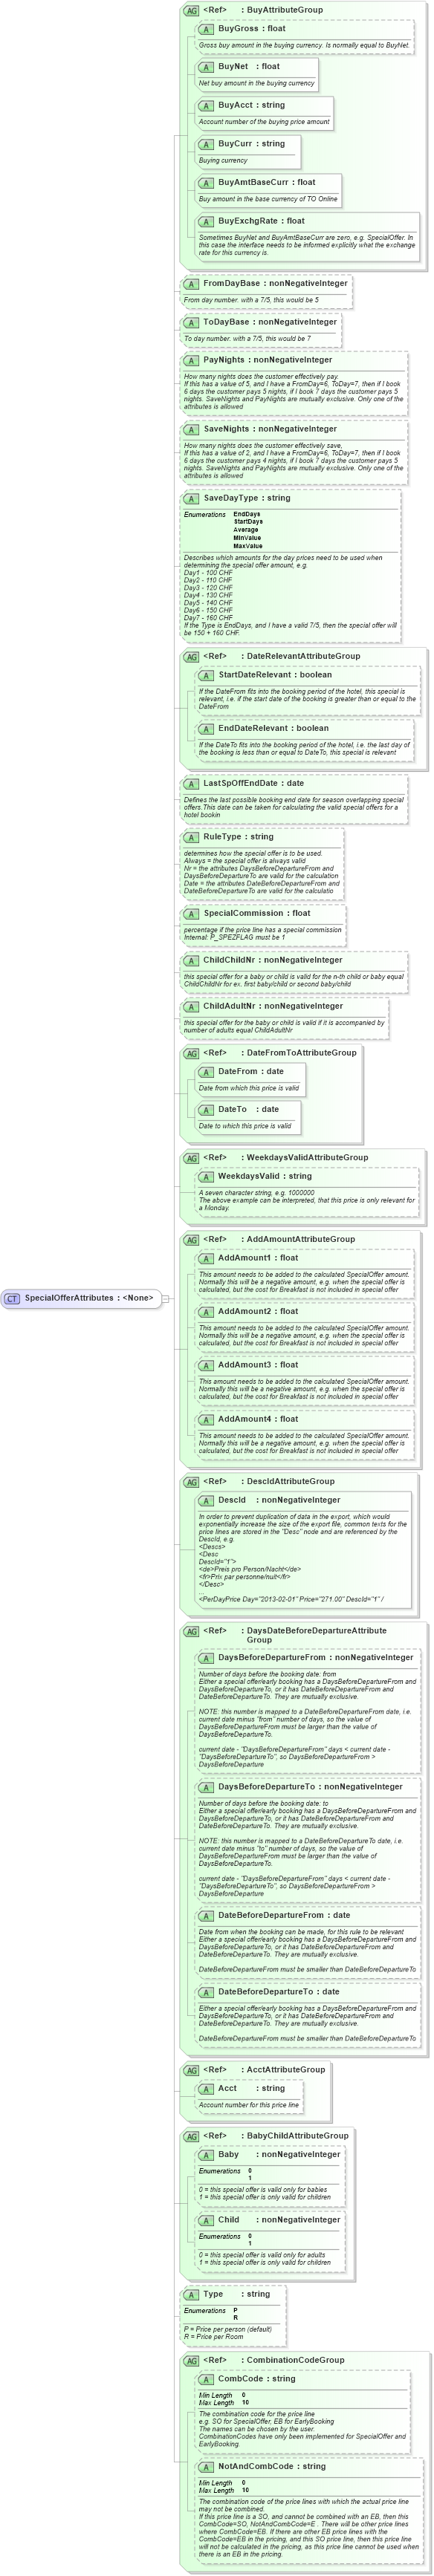 AG <Ref> : BuyAttributeGroup
A BuyGross : float
Gross buy amount in the buying currency. Is normally equal to BuyNet.
A BuyNet : float
Net buy amount in the buying currency
A BuyAcct : string
Account number of the buying price amount
A BuyCurr : string
Buying currency
A BuyAmtBaseCurr : float
Buy amount in the base currency of TO Online
A BuyExchgRate : float
Sometimes BuyNet and BuyAmtBaseCurr are zero, e.g. SpecialOffer. In
this case the interface needs to be informed explicitly what the exchange
rate for this currency is.
A FromDayBase : nonNegativeInteger
From day number. with a 7/5, this would be 5
A ToDayBase : nonNegativeInteger
To day number. with a 7/5, this would be 7
A PayNights : nonNegativeInteger
How many nights does the customer effectively pay.
If this has a value of 5, and I have a FromDay=6, ToDay=7, then if I book
6 days the customer pays 5 nights, if I book 7 days the customer pays 5
nights. SaveNights and PayNights are mutually exclusive. Only one of the
attributes is allowed
A SaveNights : nonNegativeInteger
How many nights does the customer effectively save,
If this has a value of 2, and I have a FromDay=6, ToDay=7, then if I book
6 days the customer pays 4 nights, if I book 7 days the customer pays 5
nights. SaveNights and PayNights are mutually exclusive. Only one of the
attributes is allowed
A SaveDayType : string
Enumerations EndDays
StartDays
Average
MinValue
MaxValue
Describes which amounts for the day prices need to be used when
determining the special offer amount, e.g.
Day1 - 100 CHF
Day2 - 110 CHF
Day3 - 120 CHF
Day4 - 130 CHF
Day5 - 140 CHF
Day6 - 150 CHF
Day7 - 160 CHF
If the Type is EndDays, and I have a valid 7/5, then the special offer will
be 150 + 160 CHF.
AG <Ref> : DateRelevantAttributeGroup
A StartDateRelevant : boolean
If the DateFrom fits into the booking period of the hotel, this special is
relevant, i.e. if the start date of the booking is greater than or equal to the
DateFrom
A EndDateRelevant : boolean
If the DateTo fits into the booking period of the hotel, i.e. the last day of
the booking is less than or equal to DateTo, this special is relevant
A LastSpOffEndDate : date
Defines the last possible booking end date for season overlapping special
offers.This date can be taken for calculating the valid special offers for a
hotel bookin
A RuleType : string
determines how the special offer is to be used.
Always = the special offer is always valid
Nr = the attributes DaysBeforeDepartureFrom and
DaysBeforeDepartureTo are valid for the calculation
Date = the attributes DateBeforeDepartureFrom and
DateBeforeDepartureTo are valid for the calculatio
A SpecialCommission : float
percentage if the price line has a special commission
Internal: P_SPEZFLAG must be 1
A ChildChildNr : nonNegativeInteger
this special offer for a baby or child is valid for the n-th child or baby equal
ChildChildNr for ex. first baby/child or second baby/child
A ChildAdultNr : nonNegativeInteger
this special offer for the baby or child is valid if it is accompanied by
number of adults equal ChildAdultNr
AG <Ref> : DateFromToAttributeGroup
A DateFrom : date
Date from which this price is valid
A DateTo : date
Date to which this price is valid
AG <Ref> : WeekdaysValidAttributeGroup
A WeekdaysValid : string
A seven character string, e.g. 1000000
The above example can be interpreted, that this price is only relevant for
a Monday.
AG <Ref> : AddAmountAttributeGroup
A AddAmount1 : float
This amount needs to be added to the calculated SpecialOffer amount.
Normally this will be a negative amount, e.g. when the special offer is
calculated, but the cost for Breakfast is not included in special offer
CT SpecialOfferAttributes : <None>
A AddAmount2 : float
This amount needs to be added to the calculated SpecialOffer amount.
Normally this will be a negative amount, e.g. when the special offer is
calculated, but the cost for Breakfast is not included in special offer
A AddAmount3 : float
This amount needs to be added to the calculated SpecialOffer amount.
Normally this will be a negative amount, e.g. when the special offer is
calculated, but the cost for Breakfast is not included in special offer
A AddAmount4 : float
This amount needs to be added to the calculated SpecialOffer amount.
Normally this will be a negative amount, e.g. when the special offer is
calculated, but the cost for Breakfast is not included in special offer
AG <Ref> : DescIdAttributeGroup
A DescId : nonNegativeInteger
In order to prevent duplication of data in the export, which would
exponentially increase the size of the export file, common texts for the
price lines are stored in the "Desc" node and are referenced by the
DescId, e.g.
<Descs>
<Desc
DescId="1">
<de>Preis pro Person/Nacht</de>
<fr>Prix par personne/nuit</fr>
</Desc>
...
<PerDayPrice Day="2013-02-01" Price="271.00" DescId="1" /
AG <Ref> : DaysDateBeforeDepartureAttribute
Group
A DaysBeforeDepartureFrom : nonNegativeInteger
Number of days before the booking date: from
Either a special offer/early booking has a DaysBeforeDepartureFrom and
DaysBeforeDepartureTo, or it has DateBeforeDepartureFrom and
DateBeforeDepartureTo. They are mutually exclusive.
NOTE: this number is mapped to a DateBeforeDepartureFrom date, i.e.
current date minus "from" number of days, so the value of
DaysBeforeDepartureFrom must be larger than the value of
DaysBeforeDepartureTo.
current date - "DaysBeforeDepartureFrom" days < current date -
"DaysBeforeDepartureTo"; so DaysBeforeDepartureFrom >
DaysBeforeDeparture
A DaysBeforeDepartureTo : nonNegativeInteger
Number of days before the booking date: to
Either a special offer/early booking has a DaysBeforeDepartureFrom and
DaysBeforeDepartureTo, or it has DateBeforeDepartureFrom and
DateBeforeDepartureTo. They are mutually exclusive.
NOTE: this number is mapped to a DateBeforeDepartureTo date, i.e.
current date minus "to" number of days, so the value of
DaysBeforeDepartureFrom must be larger than the value of
DaysBeforeDepartureTo.
current date - "DaysBeforeDepartureFrom" days < current date -
"DaysBeforeDepartureTo"; so DaysBeforeDepartureFrom >
DaysBeforeDeparture
A DateBeforeDepartureFrom : date
Date from when the booking can be made, for this rule to be relevant
Either a special offer/early booking has a DaysBeforeDepartureFrom and
DaysBeforeDepartureTo, or it has DateBeforeDepartureFrom and
DateBeforeDepartureTo. They are mutually exclusive.
DateBeforeDepartureFrom must be smaller than DateBeforeDepartureTo
A DateBeforeDepartureTo : date
Either a special offer/early booking has a DaysBeforeDepartureFrom and
DaysBeforeDepartureTo, or it has DateBeforeDepartureFrom and
DateBeforeDepartureTo. They are mutually exclusive.
DateBeforeDepartureFrom must be smaller than DateBeforeDepartureTo
AG <Ref> : AcctAttributeGroup
A Acct : string
Account number for this price line
AG <Ref> : BabyChildAttributeGroup
A Baby : nonNegativeInteger
Enumerations 0
1
0 = this special offer is valid only for babies
1 = this special offer is only valid for children
A Child : nonNegativeInteger
Enumerations 0
1
0 = this special offer is valid only for adults
1 = this special offer is only valid for children
A Type : string
Enumerations P
R
P = Price per person (default)
R = Price per Room
AG <Ref> : CombinationCodeGroup
A CombCode : string
Min Length 0
Max Length 10
The combination code for the price line
e.g. SO for SpecialOffer, EB for EarlyBooking
The names can be chosen by the user.
CombinationCodes have only been implemented for SpecialOffer and
EarlyBooking.
A NotAndCombCode : string
Min Length 0
Max Length 10
The combination code of the price lines with which the actual price line
may not be combined.
If this price line is a SO, and cannot be combined with an EB, then this
CombCode=SO, NotAndCombCode=E . There will be other price lines
where CombCode=EB. If there are other EB price lines with the
CombCode=EB in the pricing, and this SO price line, then this price line
will not be calculated in the pricing, as this price line cannot be used when
there is an EB in the pricing.